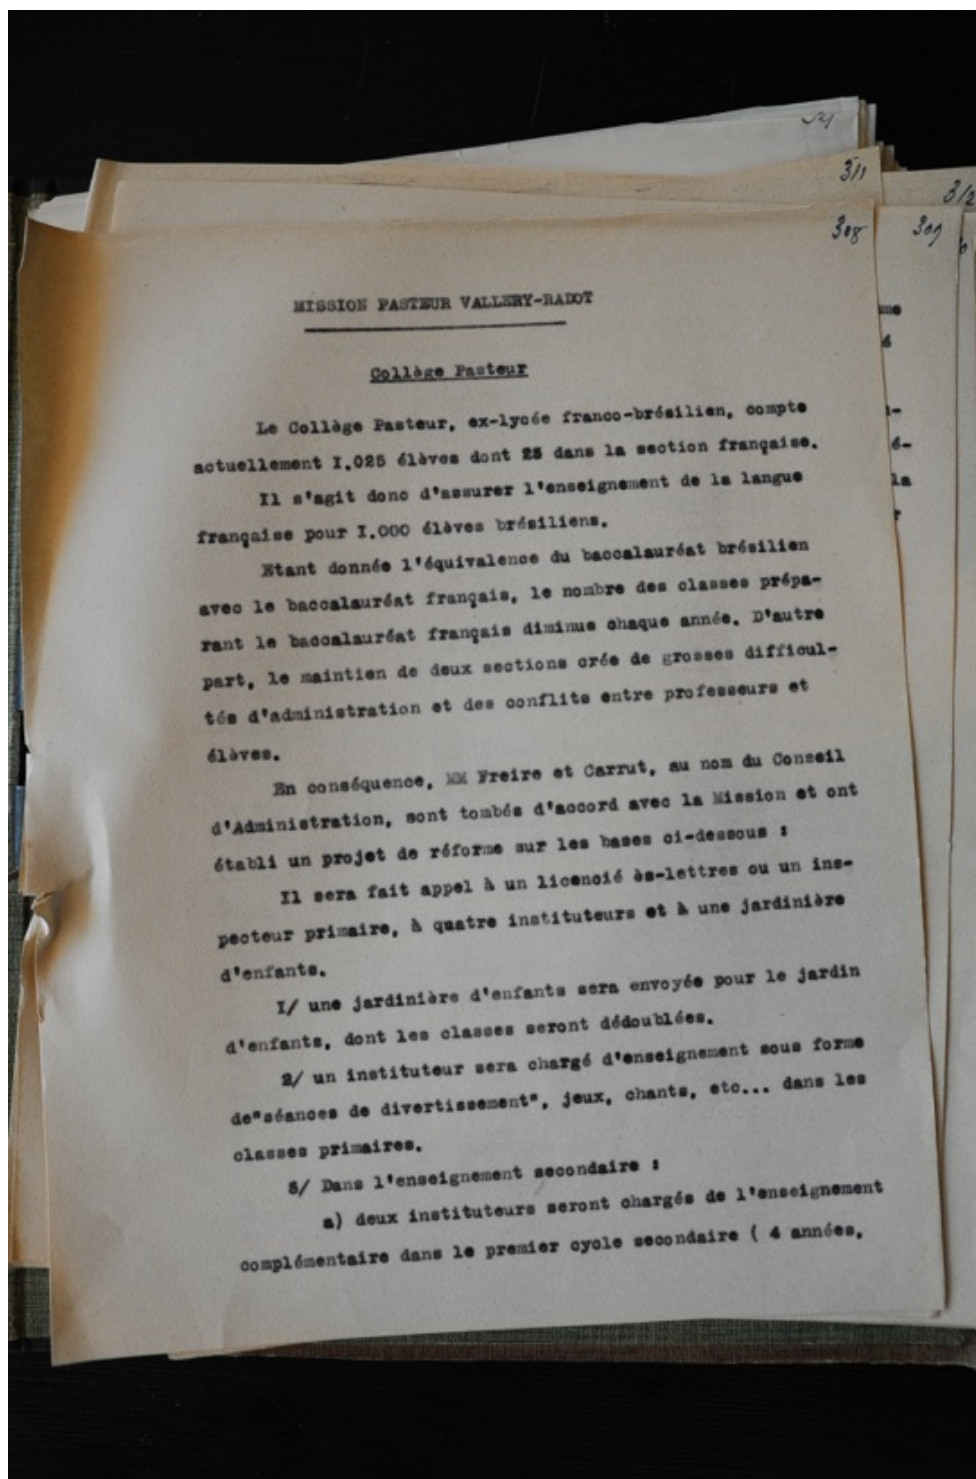 311
312
308
309
MISSION PASTEUR VALLERY-RADOT
Collège Pasteur
Le Collège Pasteur, ex-lycée franco-brésilien, compte
actuellement I.025 élèves dont 25 dans la section française.
Il s'agit donc d'assurer l'enseignement de la langue
française pour I.000 élèves brésiliens.
Etant donnée l'équivalence du baccalauréat brésilien
avec le baccalauréat français, le nombre des classes prépa-
rant le baccalauréat français diminue chaque année. D'autre
part, le maintien de deux sections crée de grosses difficul-
tés d'administration et des conflits entre professeurs et
élèves.
En conséquence, MM Freire et Carrut, au nom du Conseil
d'Administration, sont tombés d'accord avec la Mission et ont
établi un projet de réforme sur les bases ci-dessous :
Il sera fait appel à un licencié ès-lettres ou un ins-
pecteur primaire, à quatre instituteurs et à une jardinière
d'enfants.
I/ une jardinière d'enfants sera envoyée pour le jardin
d'enfants, dont les classes seront dédoublées.
2/ un instituteur sera chargé d'enseignement sous forme
de"séances de divertissement", jeux, chants, etc... dans les
classes primaires.
3/ Dans l'enseignement secondaire :
a) deux instituteurs seront chargés de l'enseignement
complémentaire dans le premier cycle secondaire ( 4 années,